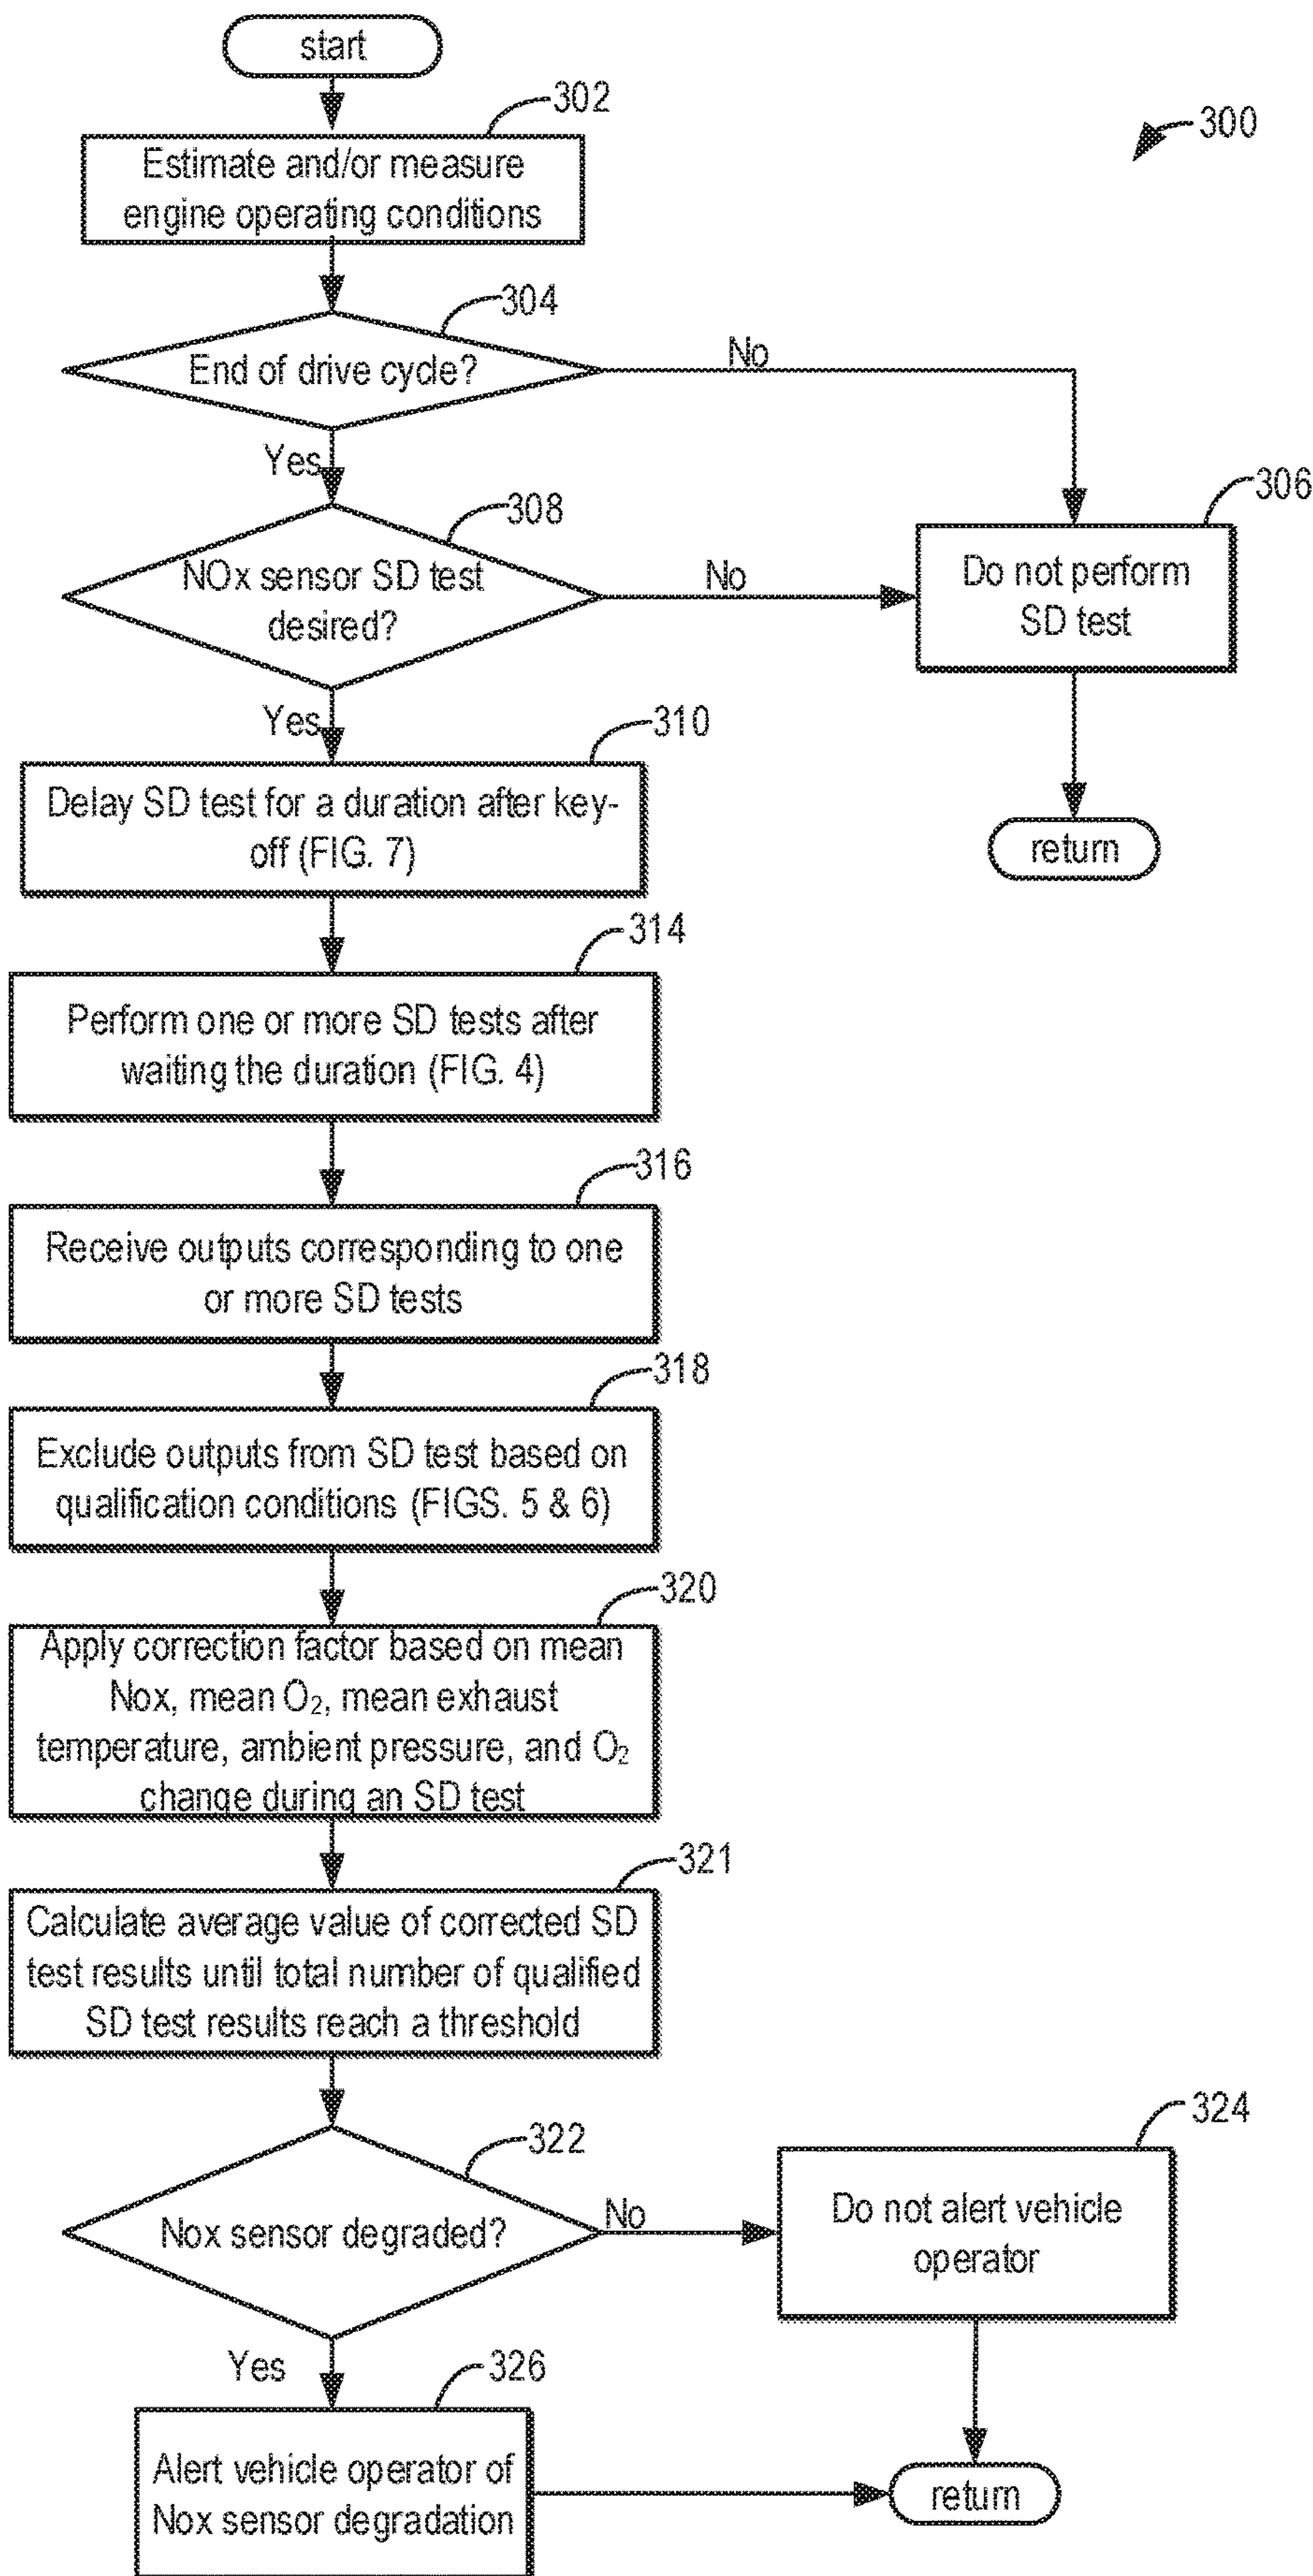 start
302
300
Estimate and/or measure
engine operating conditions
304
End of drive cycle?
No
Yes
308
306
NOx sensor SD test
desired?
No
Do not perform
SD test
Yes
310
Delay SD test for a duration after key-
off (FIG. 7)
return
314
Perform one or more SD tests after
waiting the duration (FIG. 4)
316
Receive outputs corresponding to one
or more SD tests
318
Exclude outputs from SD test based on
qualification conditions (FIGS. 5 & 6)
320
Apply correction factor based on mean
Nox, mean O₂, mean exhaust
temperature, ambient pressure, and O₂
change during an SD test
321
Calculate average value of corrected SD
test results until total number of qualified
SD test results reach a threshold
322
324
Nox sensor degraded?
No
Do not alert vehicle
operator
Yes
326
Alert vehicle operator of
Nox sensor degradation
return